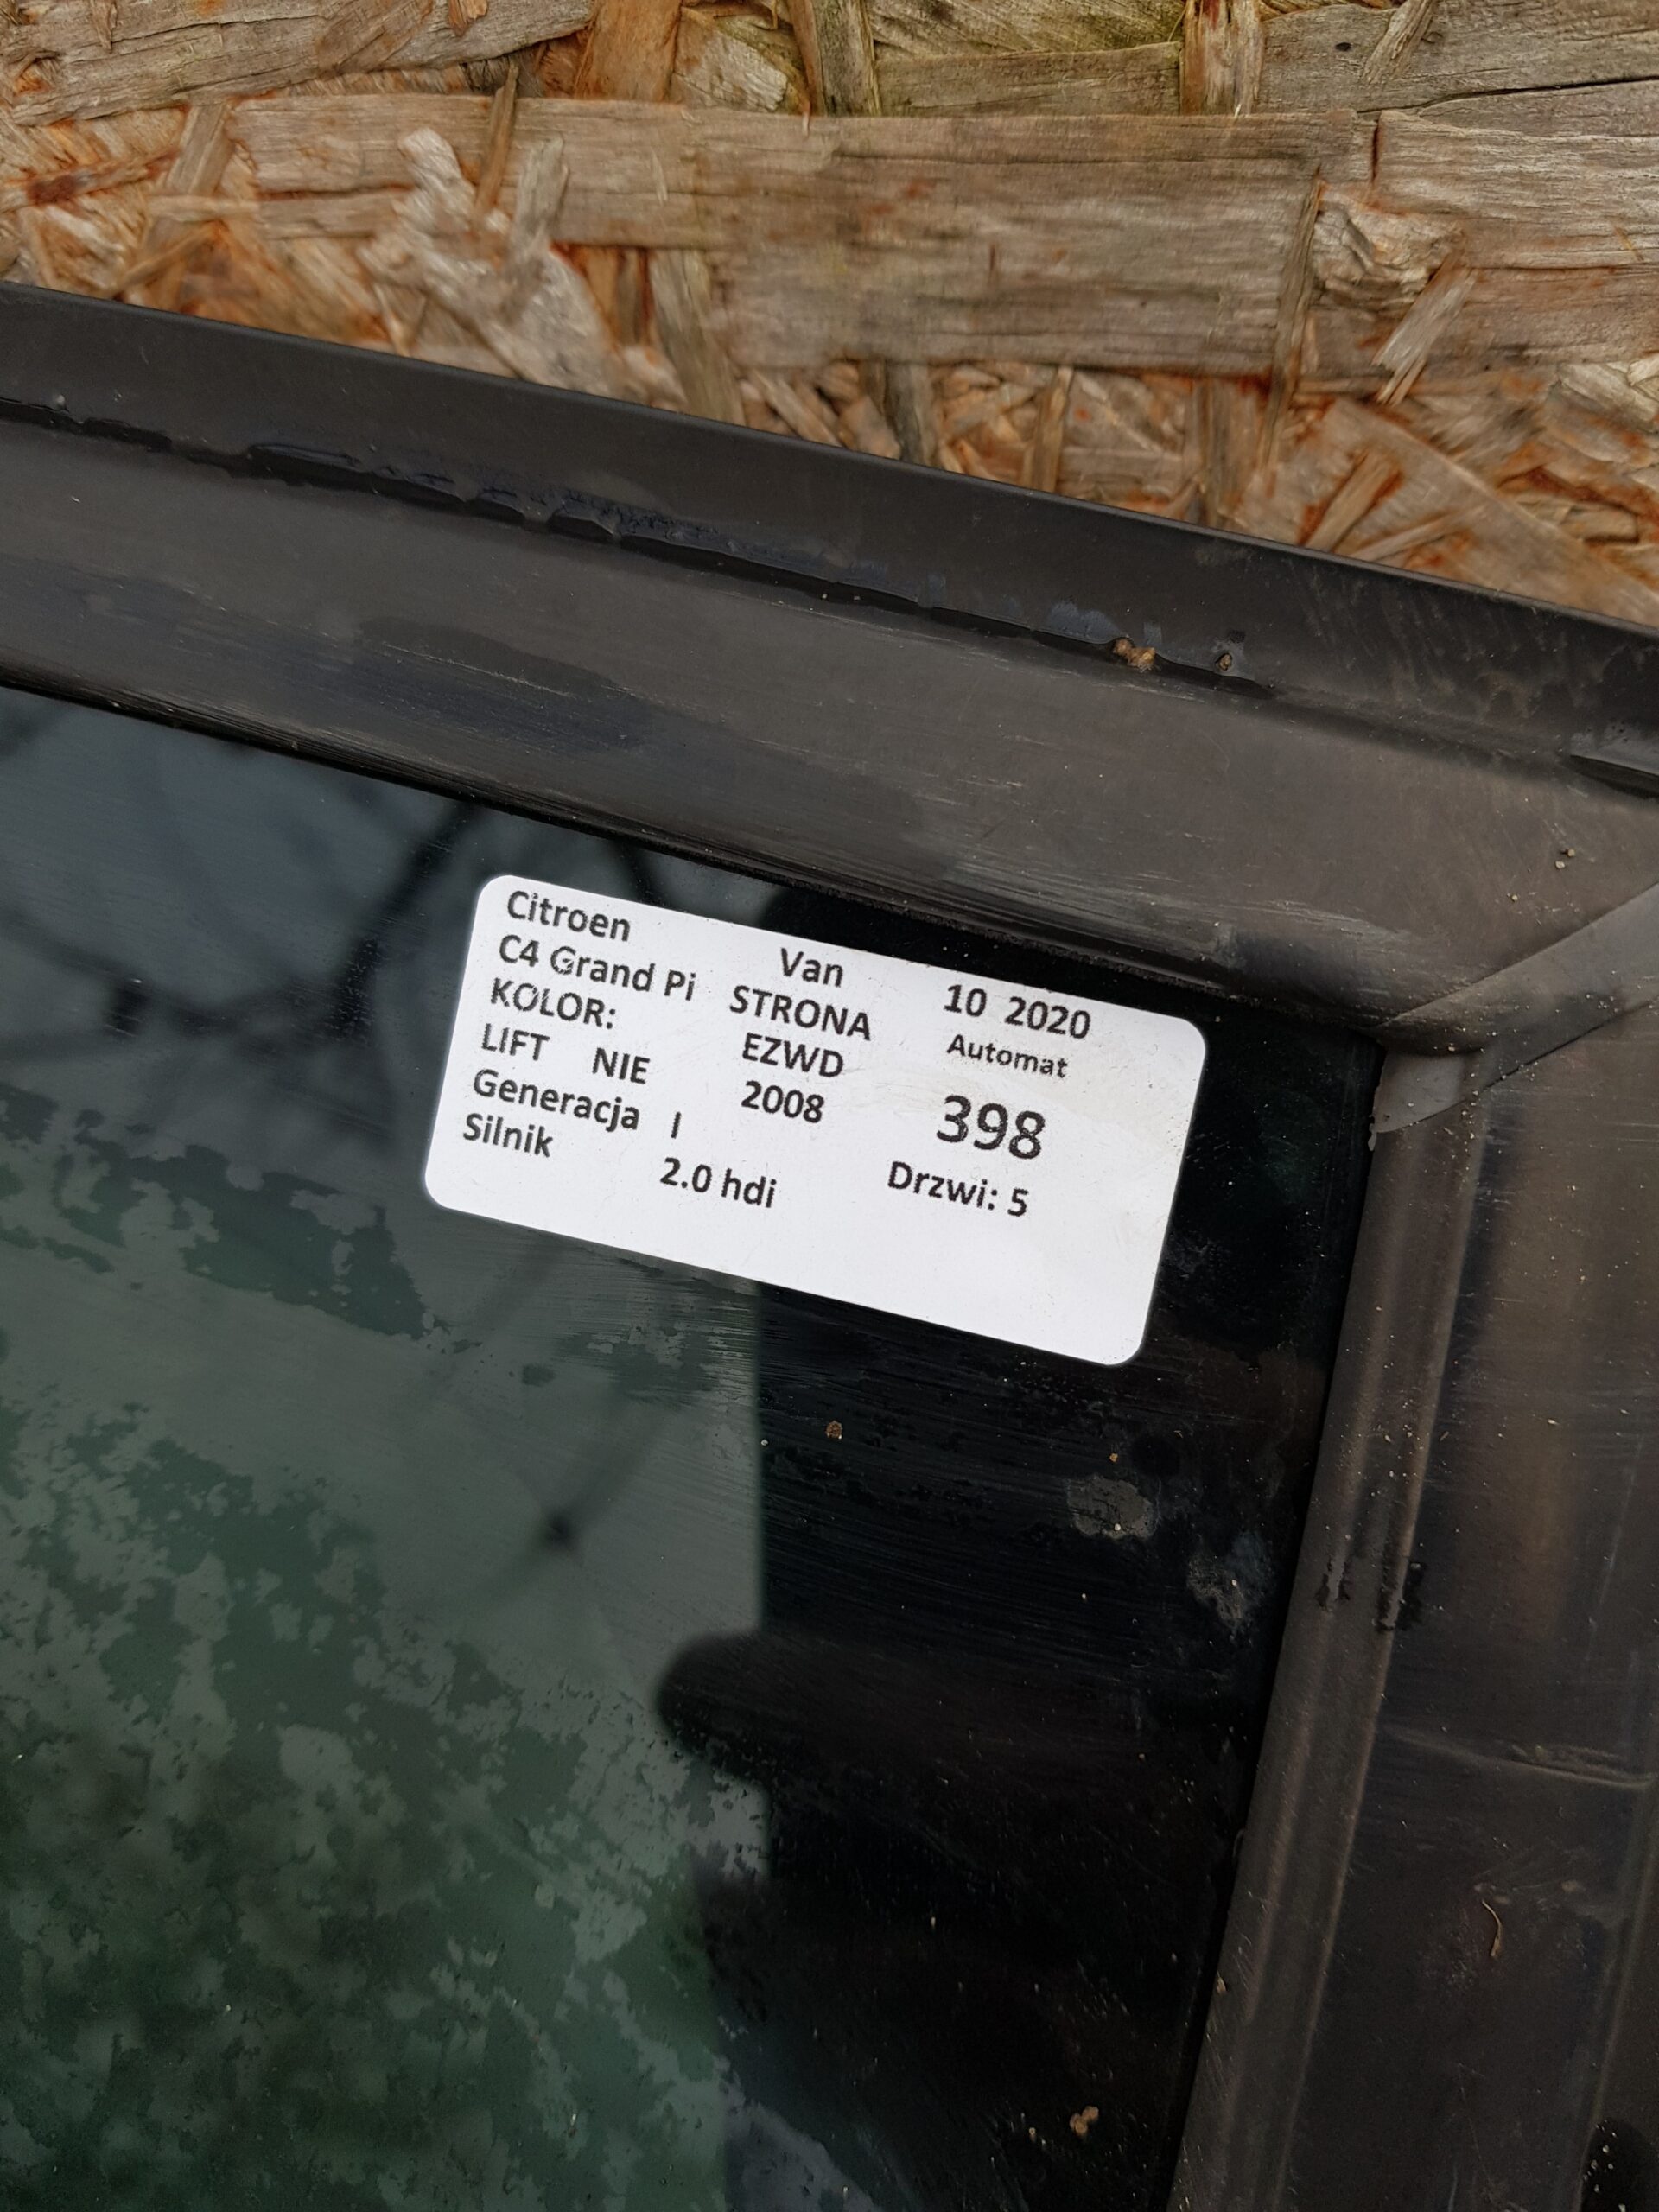 Citroen Van 10 2020
C4 Grand Pi STRONA Automat
KOLOR: EZWD
LIFT NIE 2008 398
Generacja I Drzwi: 5
Silnik 2.0 hdi